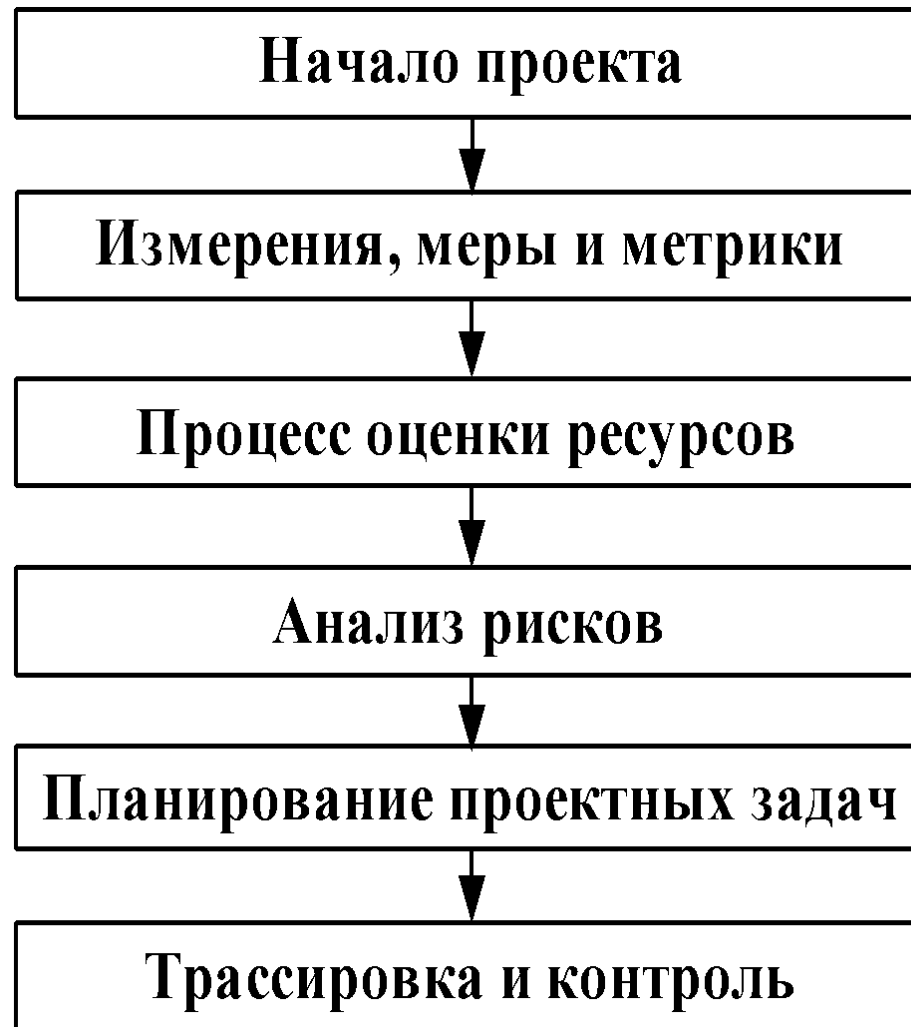 Начало проекта
Измерения, меры и метрики
Процесс оценки ресурсов
Анализ рисков
Планирование проектных задач
Трассировка и контроль